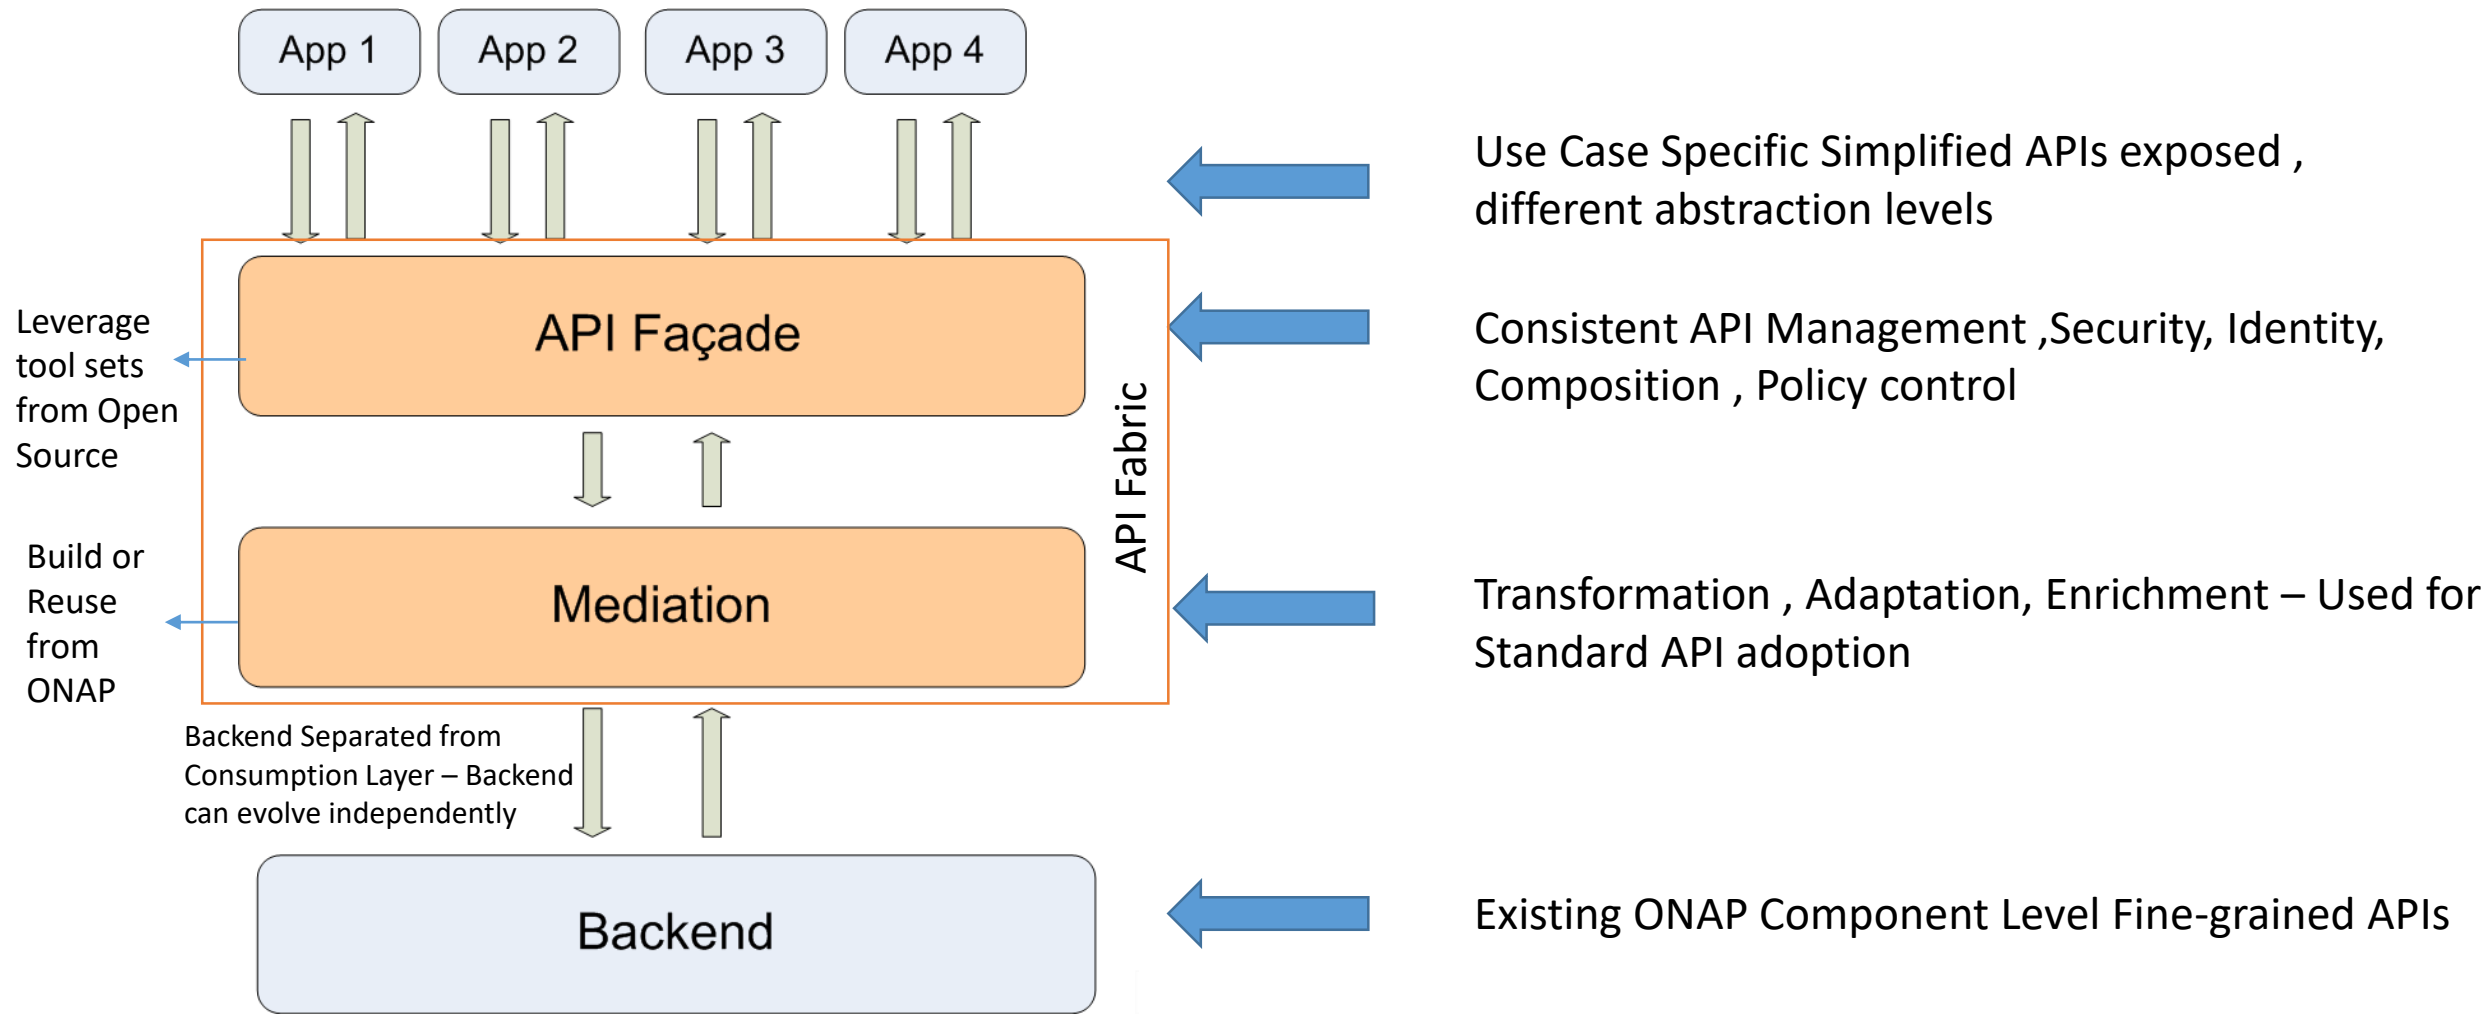 App 1
App 2
App 3
App 4
Use Case Specific Simplified APIs exposed ,
different abstraction levels
API Façade
Leverage
tool sets
from Open
Source
Consistent API Management ,Security, Identity,
Composition , Policy control
API Fabric
Mediation
Build or
Reuse
from
ONAP
Transformation , Adaptation, Enrichment – Used for
Standard API adoption
Backend Separated from
Consumption Layer – Backend
can evolve independently
Backend
Existing ONAP Component Level Fine-grained APIs